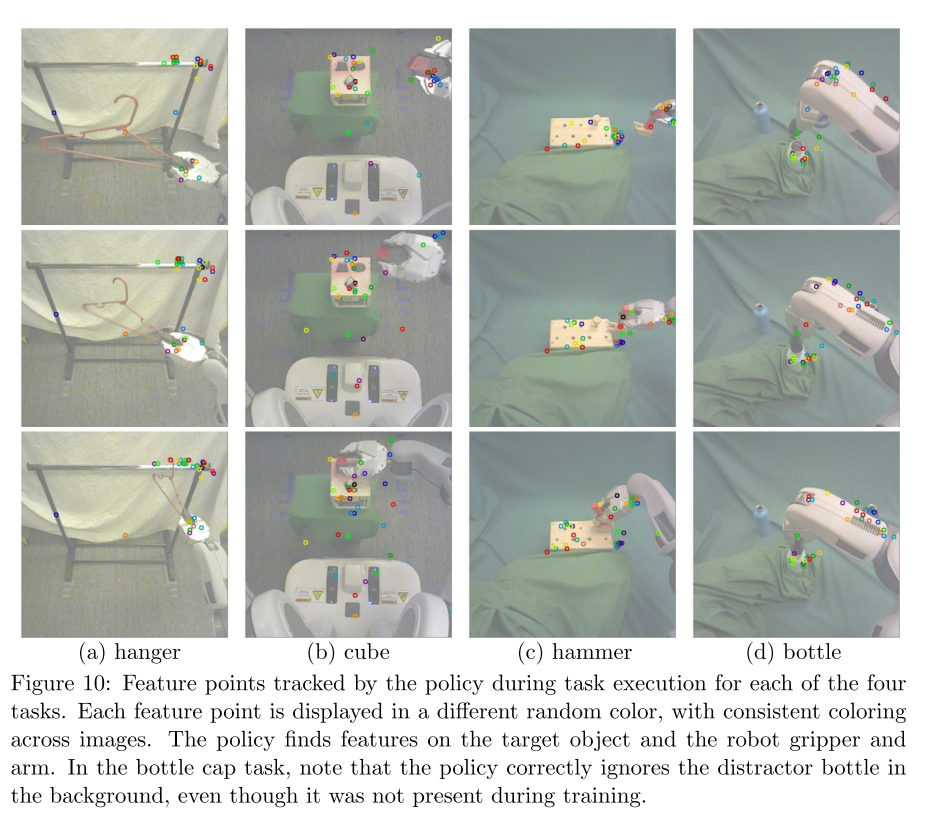 (a) hanger
(b) cube
(c) hammer
(d) bottle
Figure 10: Feature points tracked by the policy during task execution for each of the four
tasks. Each feature point is displayed in a different random color, with consistent coloring
across images. The policy finds features on the target object and the robot gripper and
arm. In the bottle cap task, note that the policy correctly ignores the distractor bottle in
the background, even though it was not present during training.